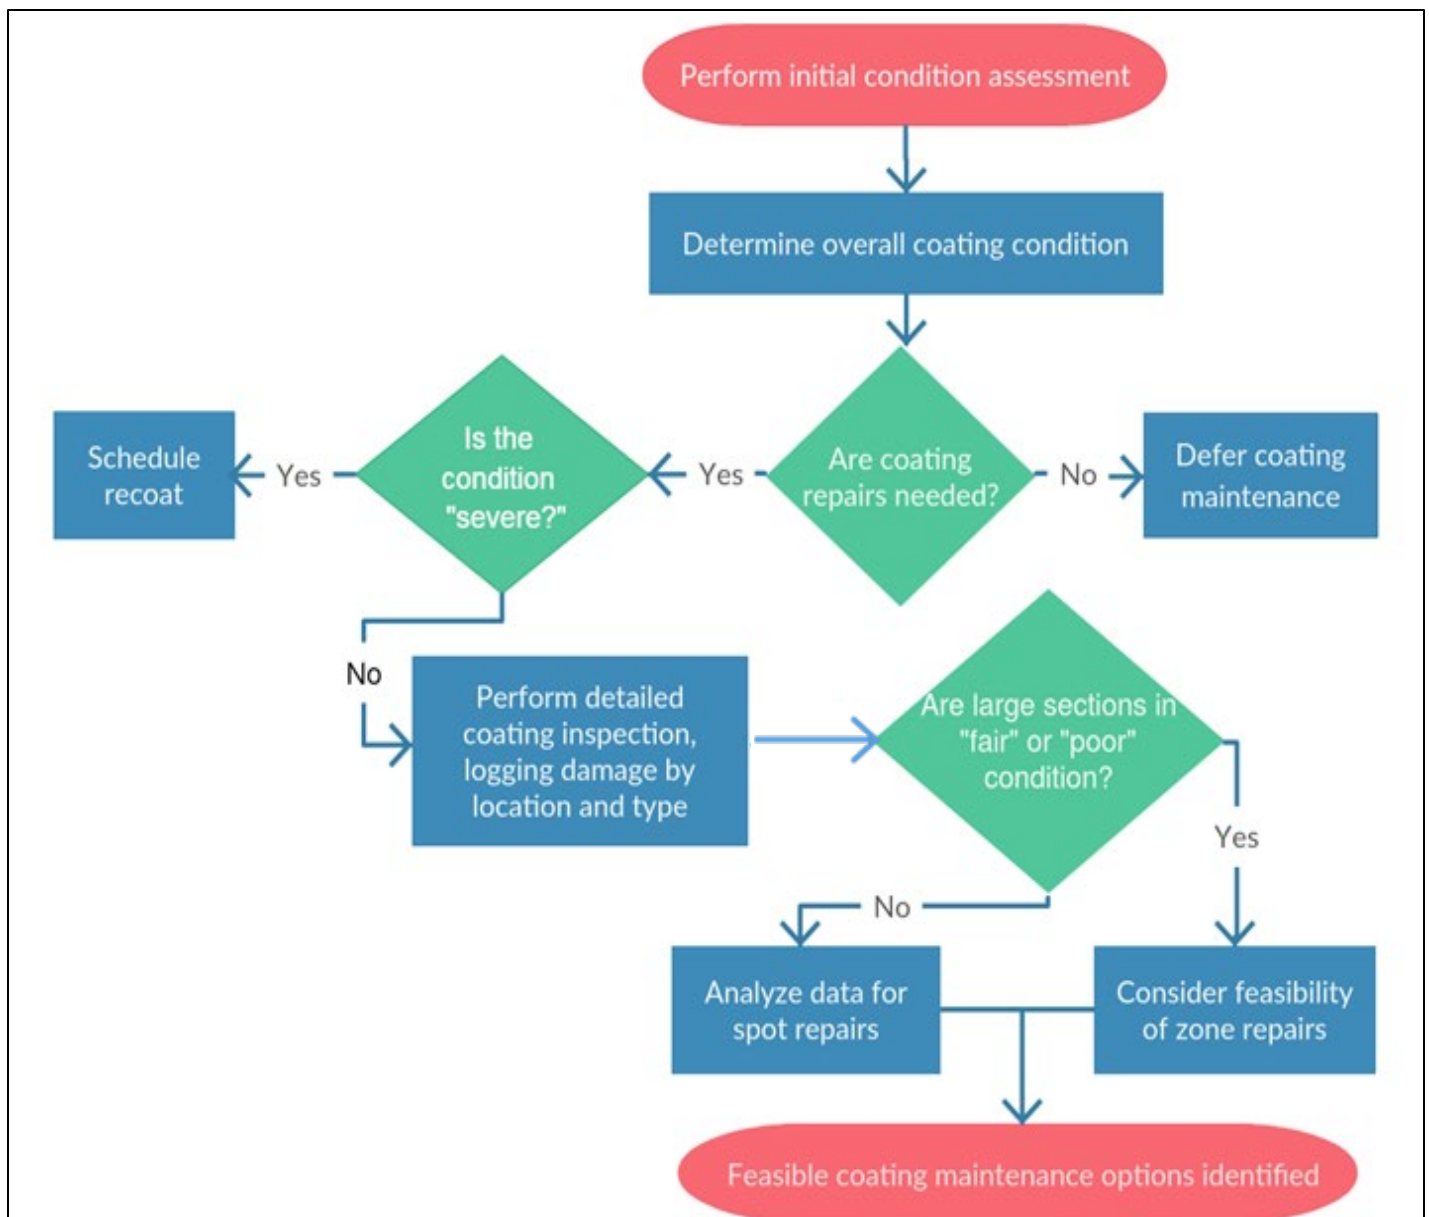 Perform initial condition assessment
Determine overall coating condition
Are coating
repairs needed?
No
Defer coating
maintenance
Yes
Is the
condition
"severe?"
Yes
Schedule
recoat
No
Perform detailed
coating inspection,
logging damage by
location and type
Are large sections in
"fair" or "poor"
condition?
Yes
No
Analyze data for
spot repairs
Consider feasibility
of zone repairs
Feasible coating maintenance options identified